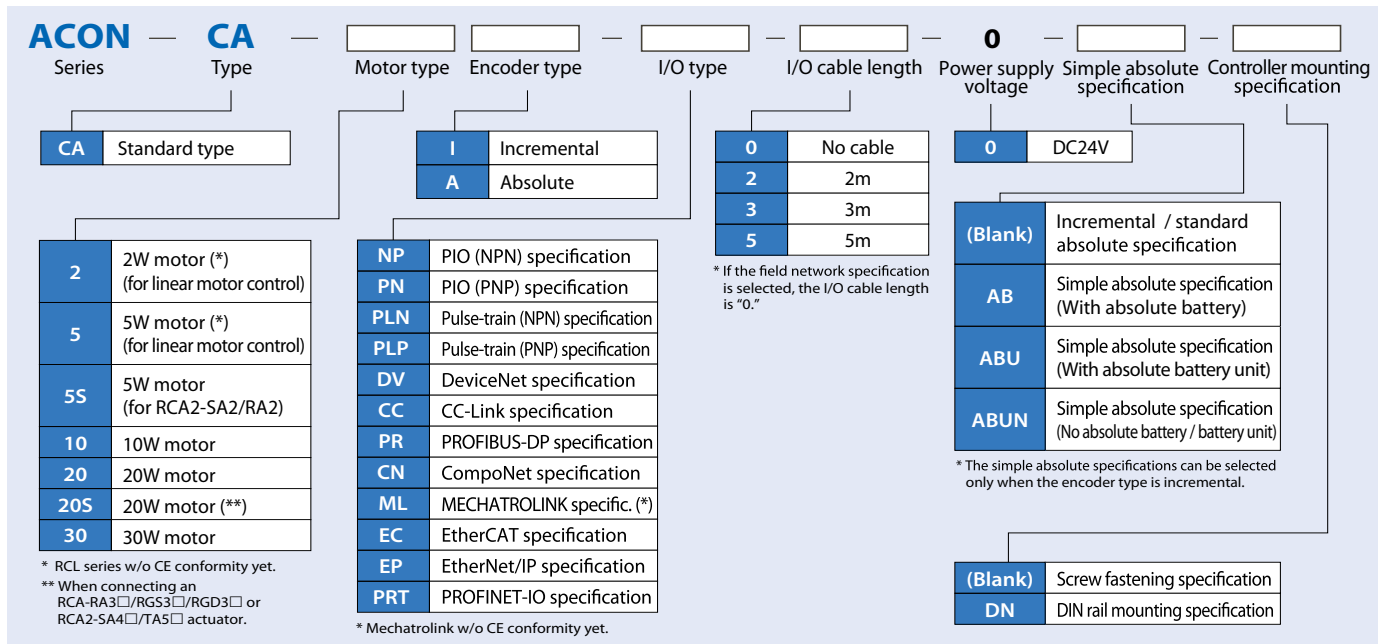 ACON — CA — — — — 0 — —
Series
Type
Motor type
Encoder type
I/O type
I/O cable length
Power supply
voltage
Simple absolute
specification
Controller mounting
specification
CA Standard type
2 2W motor (*)
(for linear motor control)
5 5W motor (*)
(for linear motor control)
5S 5W motor
(for RCA2-SA2/RA2)
10 10W motor
20 20W motor
20S 20W motor (**)
30 30W motor
* RCL series w/o CE conformity yet.
** When connecting an
RCA-RA3□/RGS3□/RGD3□ or
RCA2-SA4□/TA5□ actuator.
I Incremental
A Absolute
NP PIO (NPN) specification
PN PIO (PNP) specification
PLN Pulse-train (NPN) specification
PLP Pulse-train (PNP) specification
DV DeviceNet specification
CC CC-Link specification
PR PROFIBUS-DP specification
CN CompoNet specification
ML MECHATROLINK specific. (*)
EC EtherCAT specification
EP EtherNet/IP specification
PRT PROFINET-IO specification
* Mechatrolink w/o CE conformity yet.
0 No cable
2 2m
3 3m
5 5m
* If the field network specification
is selected, the I/O cable length
is “0.”
0 DC24V
(Blank) Incremental / standard
absolute specification
AB Simple absolute specification
(With absolute battery)
ABU Simple absolute specification
(With absolute battery unit)
ABUN Simple absolute specification
(No absolute battery / battery unit)
* The simple absolute specifications can be selected
only when the encoder type is incremental.
(Blank) Screw fastening specification
DN DIN rail mounting specification